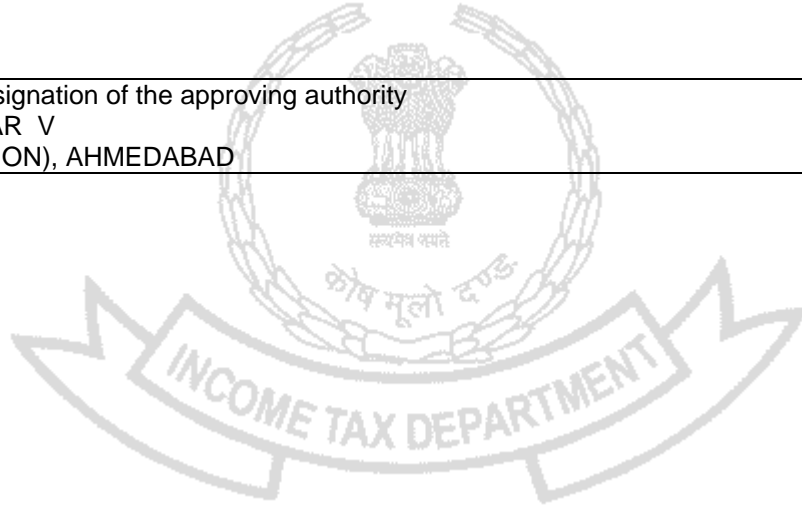 signation of the approving authority
AR V
ON), AHMEDABAD
सत्यमेव जयते
कोष मूलो दण्डः
INCOME TAX DEPARTMENT